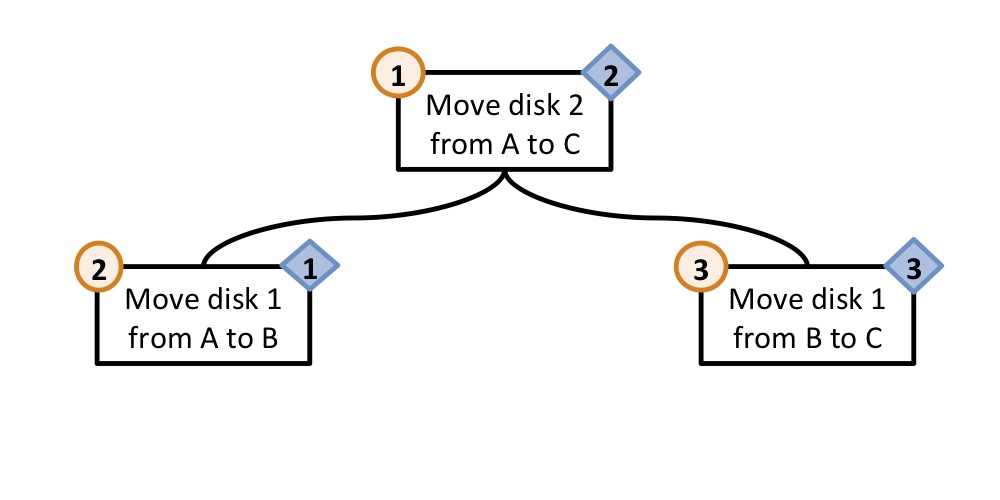 1
2
Move disk 2
from A to C
2
1
Move disk 1
from A to B
3
3
Move disk 1
from B to C